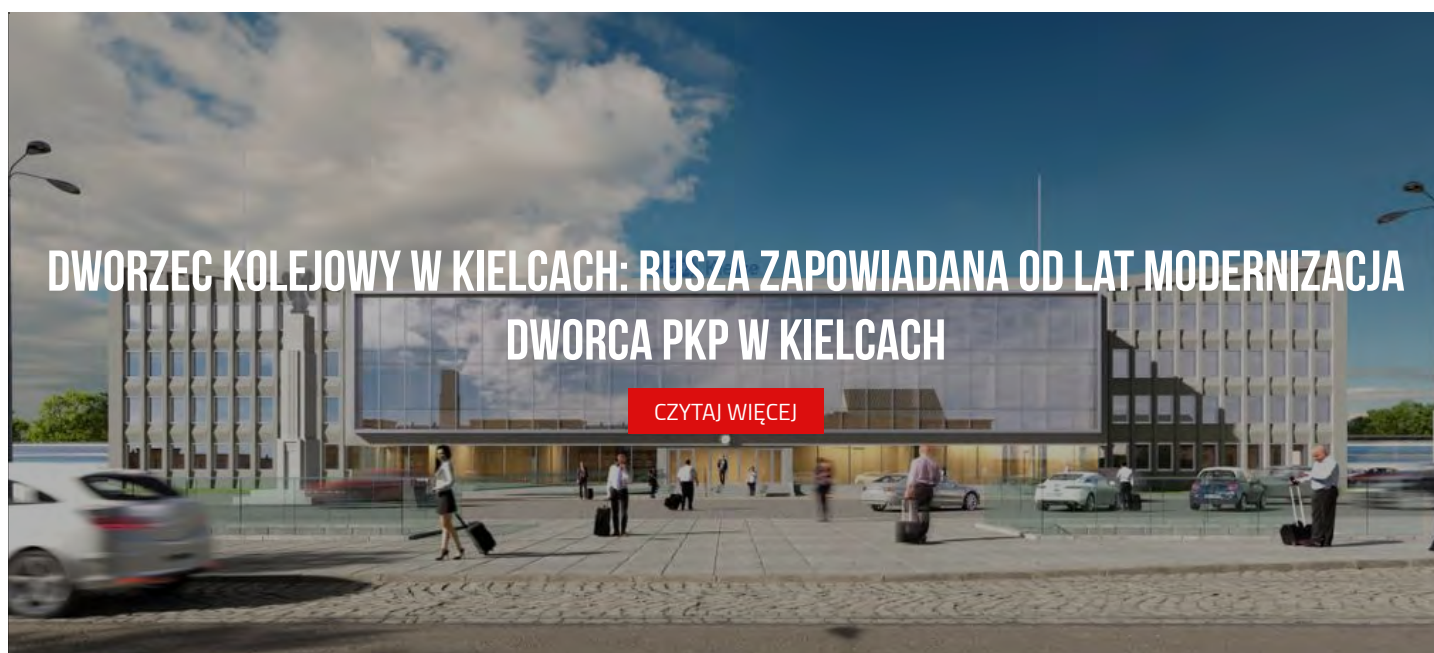 DWORZEC KOLEJOWY W KIELCACH: RUSZA ZAPOWIADANA OD LAT MODERNIZACJA
DWORCA PKP W KIELCACH
CZYTAJ WIĘCEJ